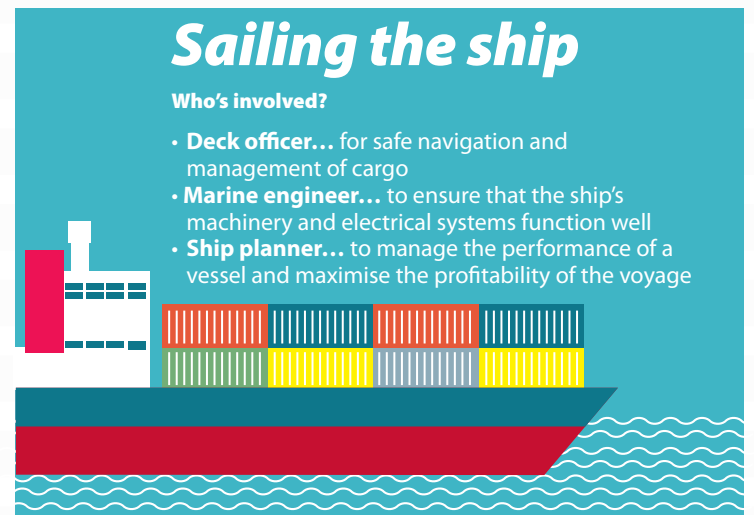 Sailing the ship
Who's involved?
• Deck officer… for safe navigation and
management of cargo
• Marine engineer… to ensure that the ship's
machinery and electrical systems function well
• Ship planner… to manage the performance of a
vessel and maximise the profitability of the voyage